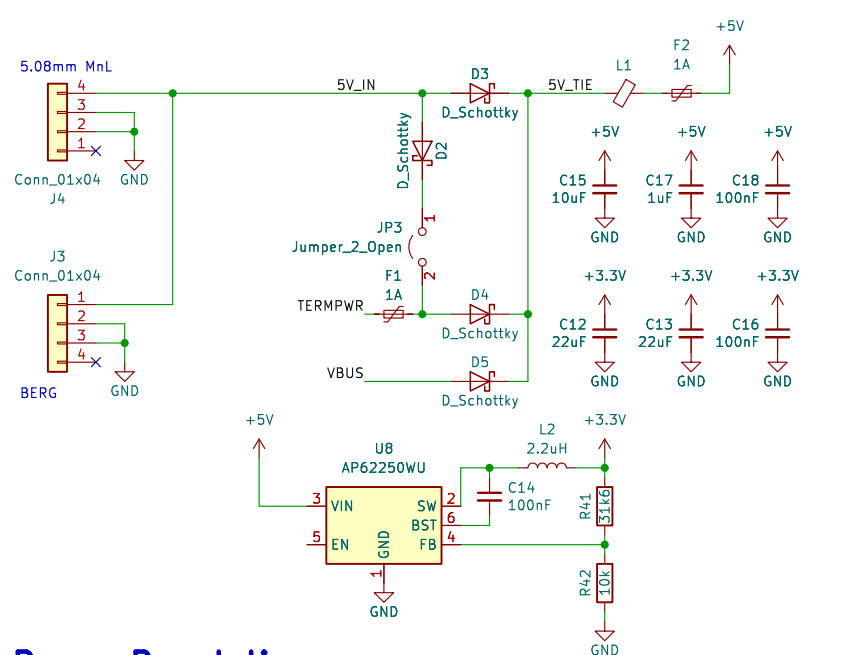 5.08mm MnL
4
3
2
1
Conn_01x04
J4
GND
J3
Conn_01x04
1
2
3
4
BERG
GND
5V_IN
D3
D_Schottky
5V_TIE
L1
F2
1A
+5V
D_Schottky
D2
JP3
Jumper_2_Open
1
2
F1
1A
TERMPWR
D4
D_Schottky
VBUS
D5
D_Schottky
+5V
C15
10uF
GND
+5V
C17
1uF
GND
+5V
C18
100nF
GND
+3.3V
C12
22uF
GND
+3.3V
C13
22uF
GND
+3.3V
C16
100nF
GND
+5V
U8
AP62250WU
3
VIN
SW
2
BST
6
5
EN
FB
4
GND
1
GND
C14
100nF
L2
2.2uH
+3.3V
R41
31k6
R42
10k
GND